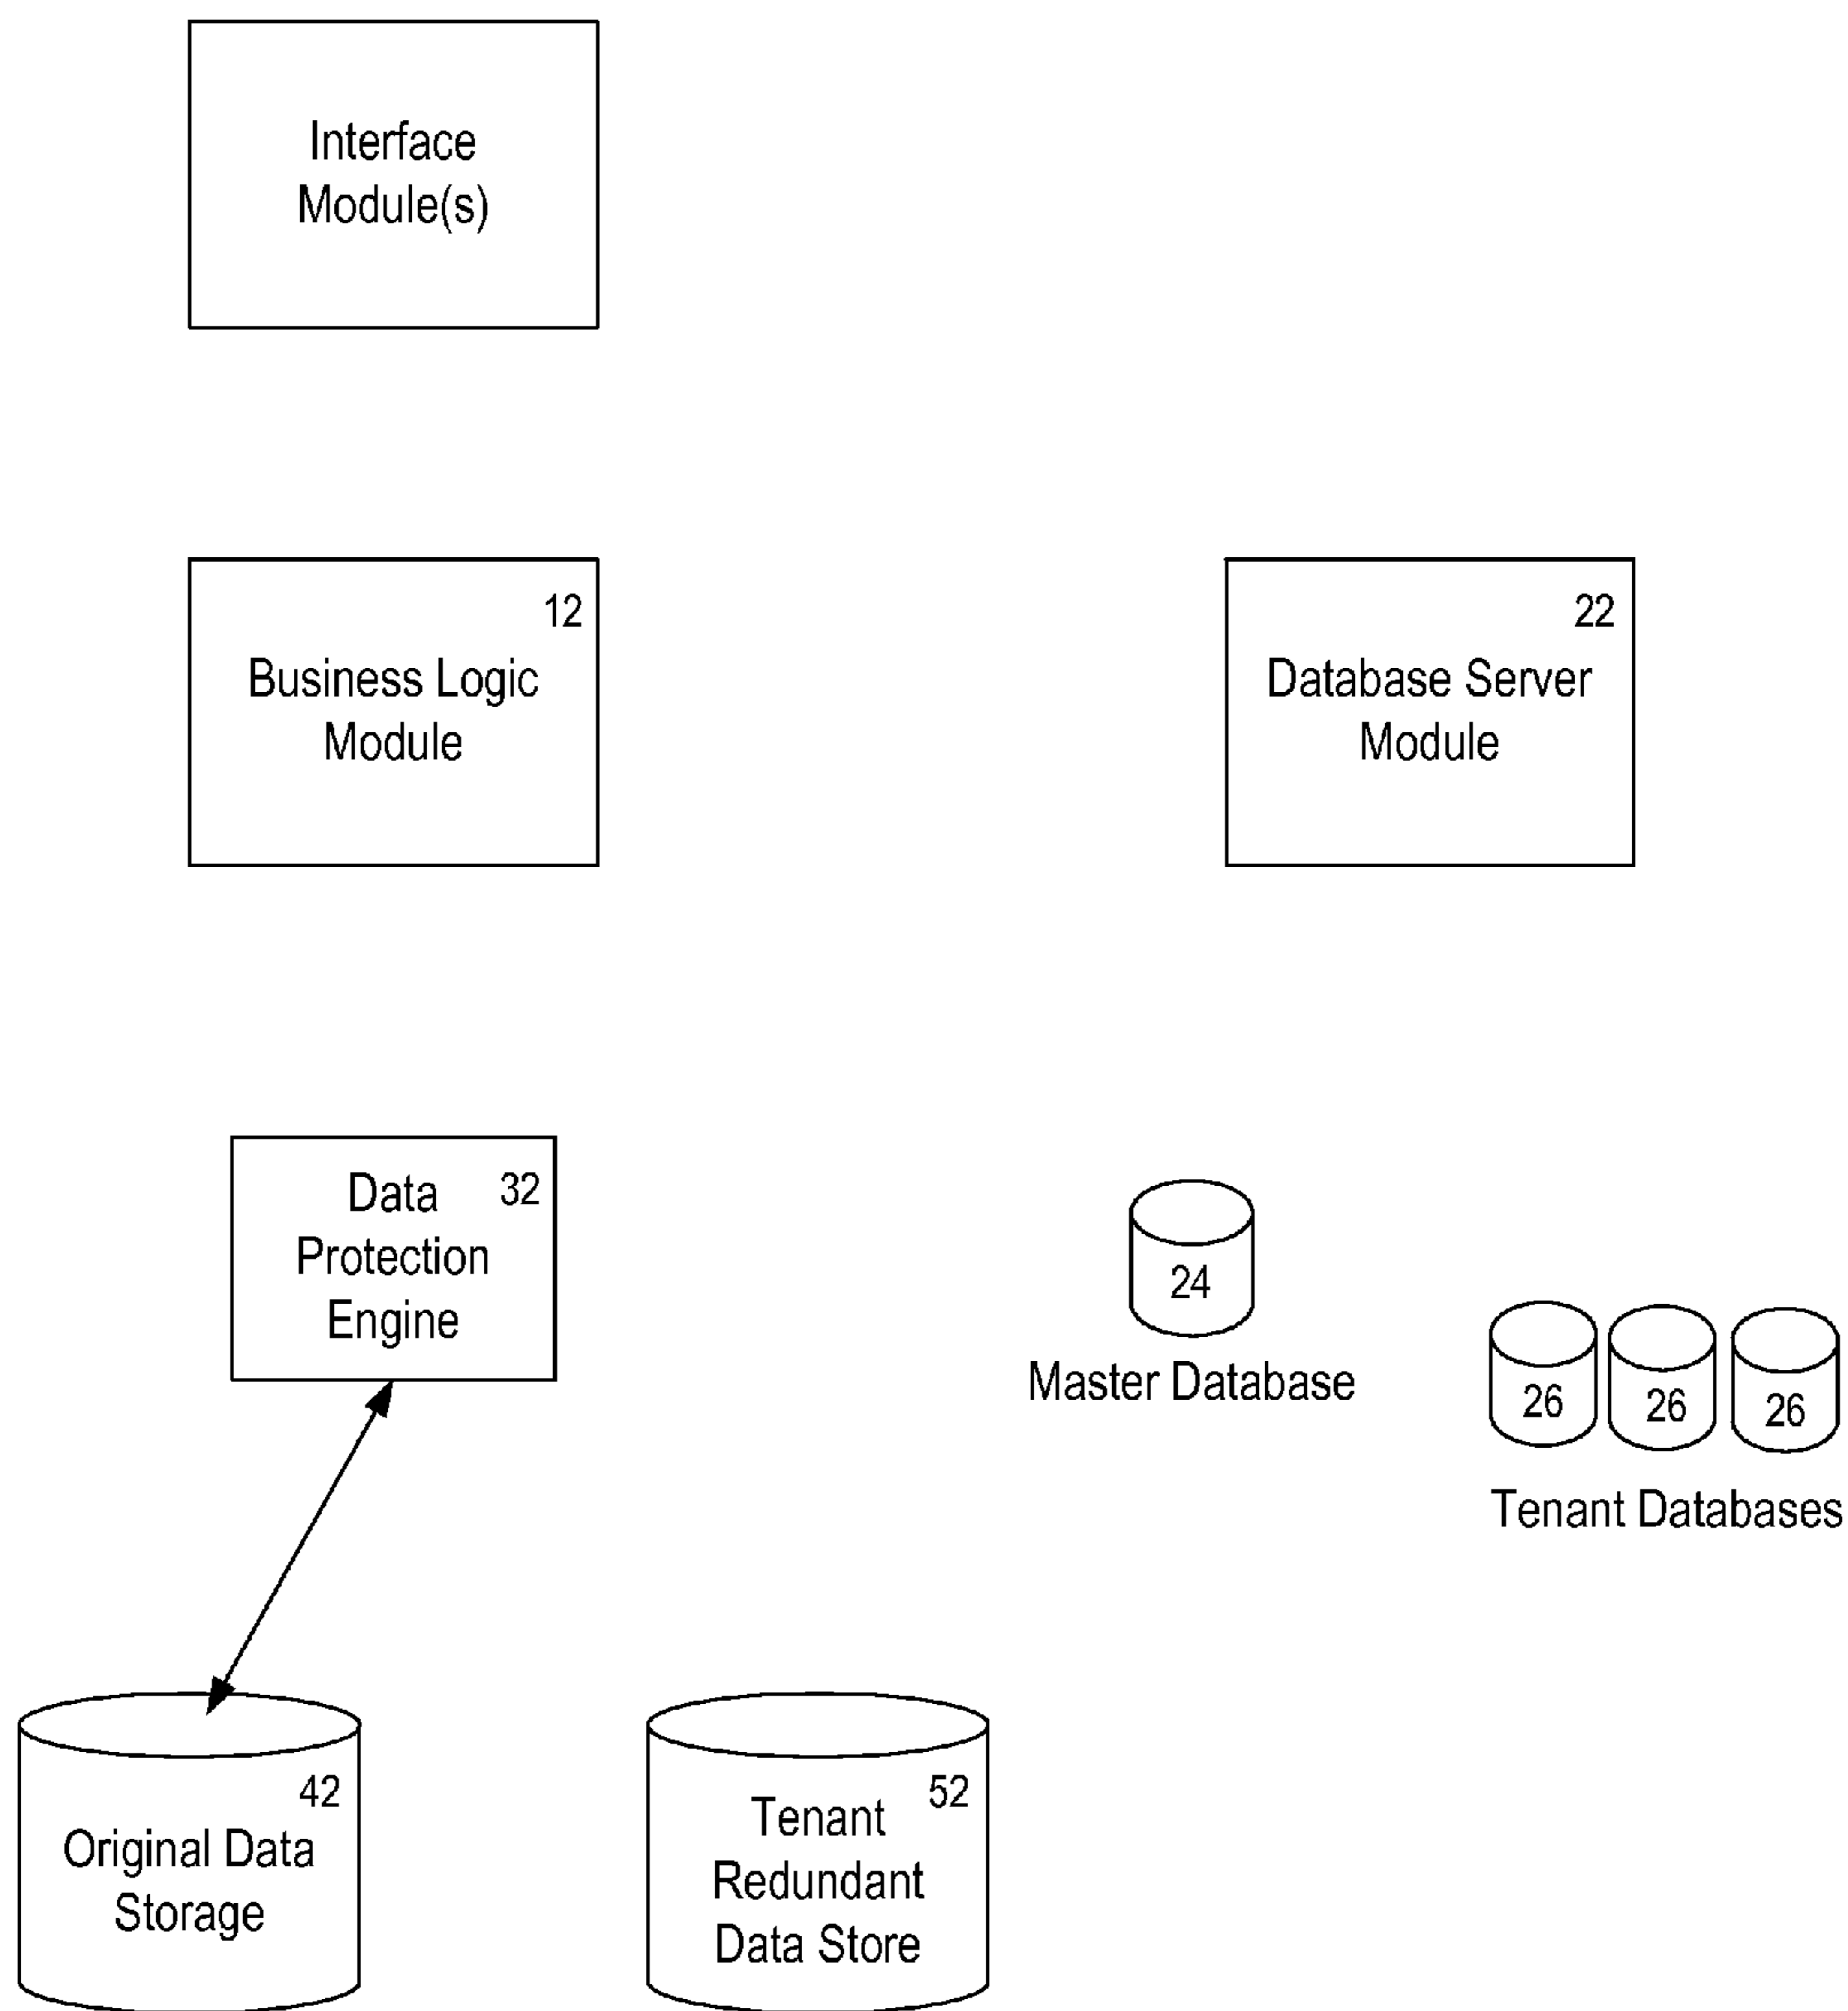 Interface
Module(s)
12
Business Logic
Module
22
Database Server
Module
32
Data
Protection
Engine
24
Master Database
26
26
26
Tenant Databases
42
Original Data
Storage
52
Tenant
Redundant
Data Store